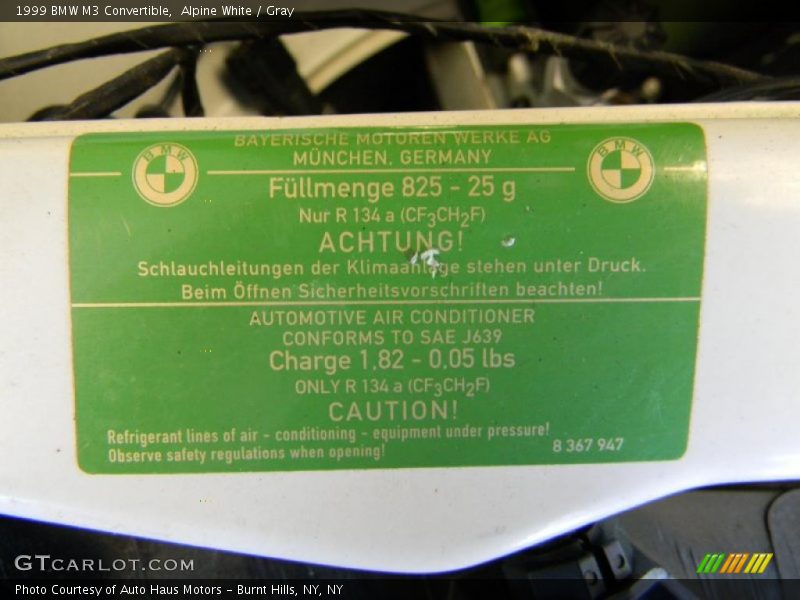 1999 BMW M3 Convertible,  Alpine White / Gray
BAYERISCHE MOTOREN WERKE AG
MÜNCHEN, GERMANY
BMW
BMW
Füllmenge 825 - 25 g
Nur R 134 a (CF₃CH₂F)
ACHTUNG!
Schlauchleitungen der Klimaanlage stehen unter Druck.
Beim Öffnen Sicherheitsvorschriften beachten!
AUTOMOTIVE AIR CONDITIONER
CONFORMS TO SAE J639
Charge 1,82 - 0,05 lbs
ONLY R 134 a (CF₃CH₂F)
CAUTION!
Refrigerant lines of air - conditioning - equipment under pressure!
Observe safety regulations when opening!
8 367 947
GTCARLOT.COM
Photo Courtesy of Auto Haus Motors - Burnt Hills, NY, NY